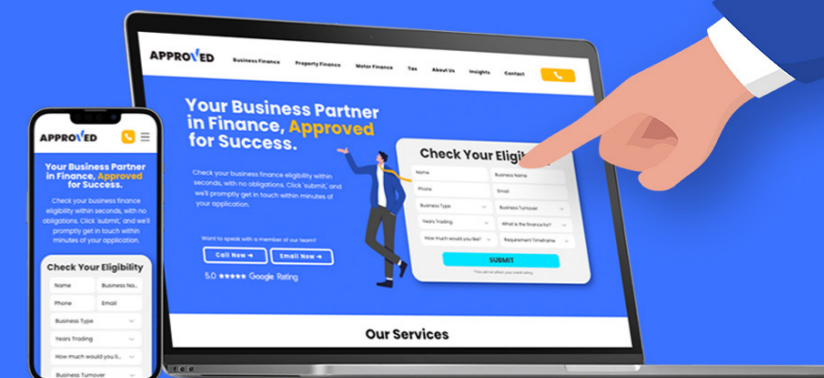 APPROVED
Business Finance
Property Finance
Motor Finance
Tax
About Us
Insights
Contact
Your Business Partner
in Finance, Approved
for Success.
Check your business finance eligibility within
seconds, with no obligations. Click 'submit', and
we'll promptly get in touch within minutes of
your application.
Want to speak with a member of our team?
Call Now →
Email Now →
5.0 ★★★★★ Google Rating
Check Your Eligi
Name
Business Name
Phone
Email
Business Type
Business Turnover
Years Trading
What is the finance for?
How much would you like?
Requirement Timeframe
SUBMIT
Our Services
APPROVED
Your Business Partner
in Finance, Approved
for Success.
Check your business finance
eligibility within seconds, with no
obligations. Click 'submit', and we'll
promptly get in touch within
minutes of your application.
Check Your Eligibility
Name
Business No..
Phone
Email
Business Type
Years Trading
How much would you li..
Business Turnover